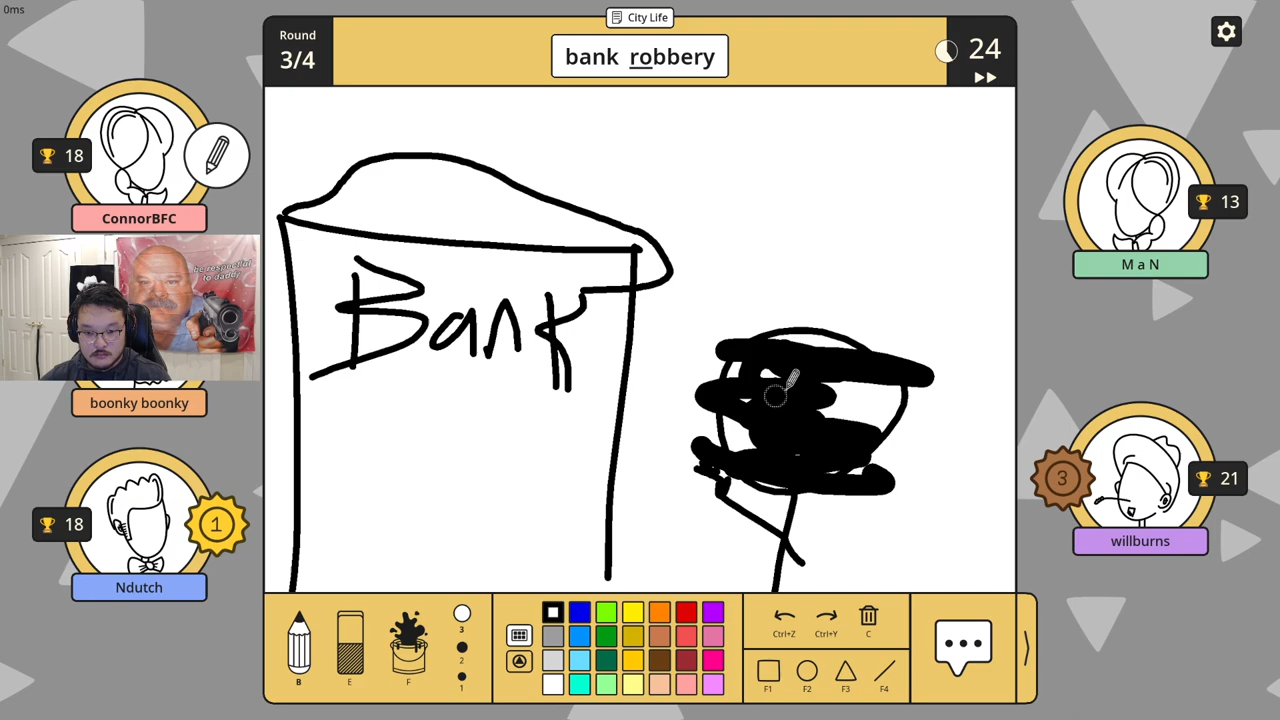 0ms
City Life
Round
3/4
bank robbery
24
18
ConnorBFC
13
M a N
be respectful
to daddy
boonky boonky
Bank
1
18
Ndutch
3
21
willburns
B
E
F
3
2
1
Ctrl+Z
Ctrl+Y
C
F1
F2
F3
F4